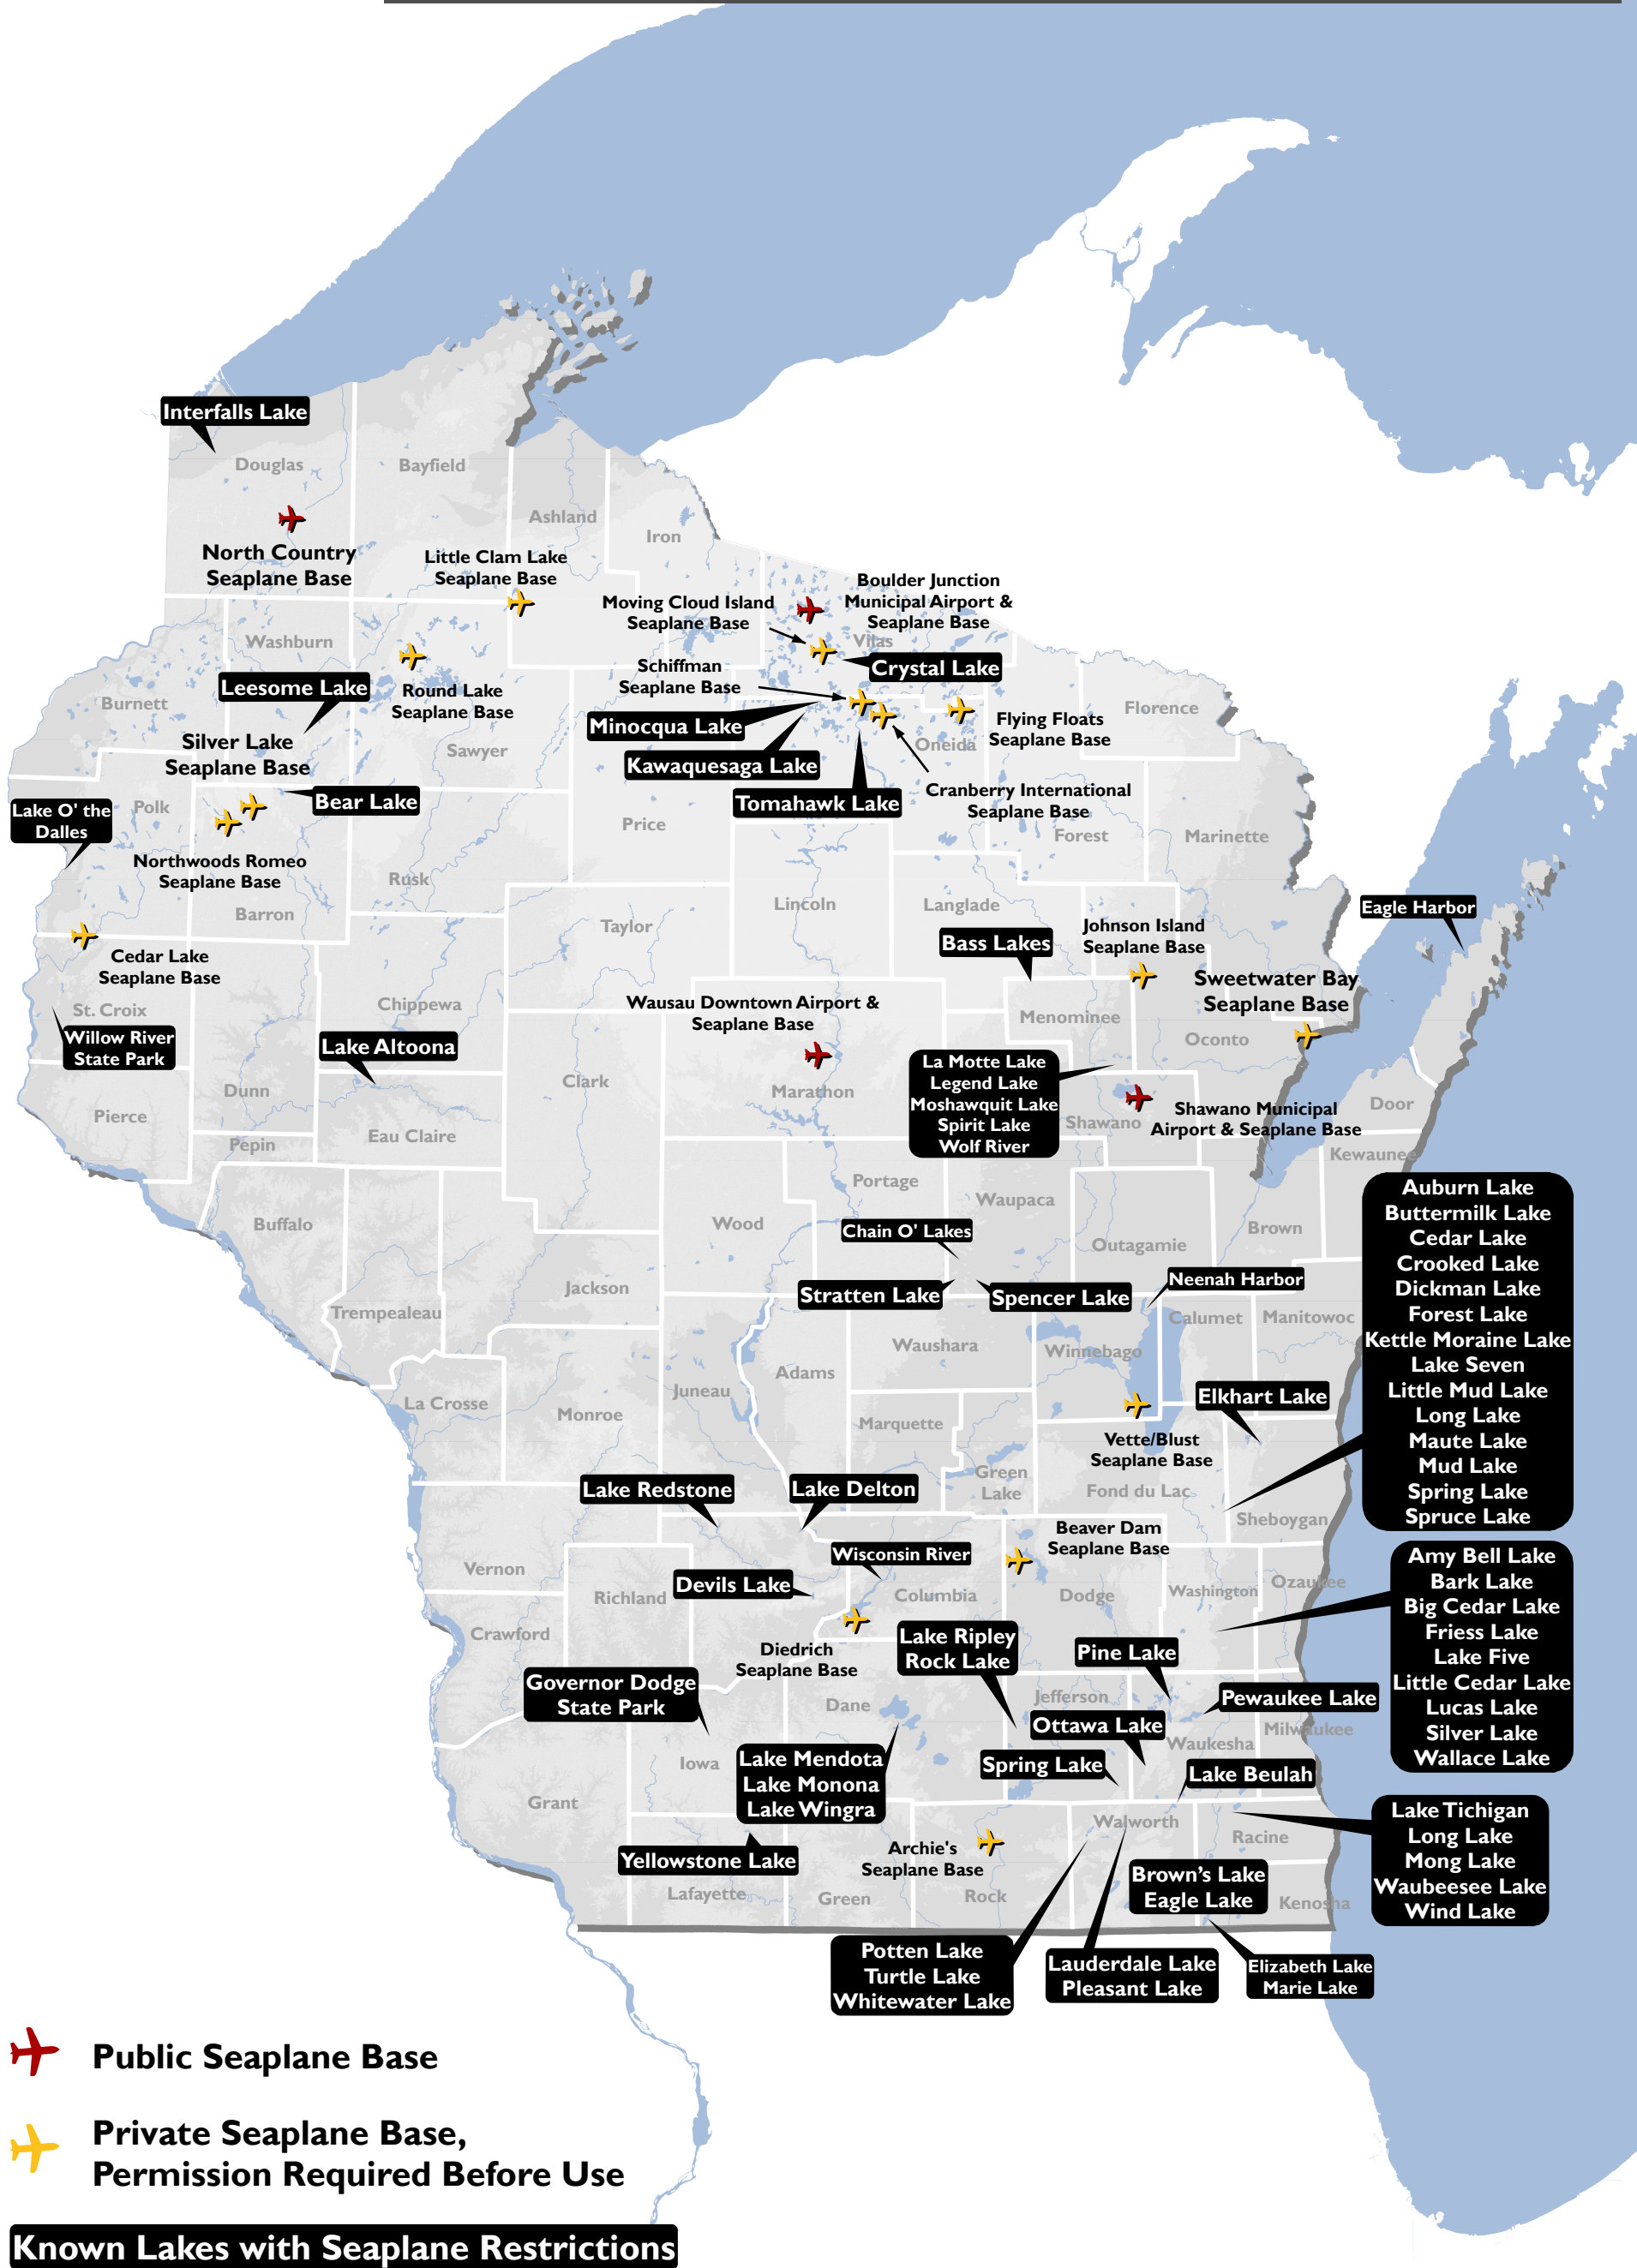 Interfalls Lake
Douglas
Bayfield
Ashland
Iron
North Country
Seaplane Base
Little Clam Lake
Seaplane Base
Moving Cloud Island
Seaplane Base
Boulder Junction
Municipal Airport &
Seaplane Base
Vilas
Washburn
Schiffman
Seaplane Base
Crystal Lake
Leesome Lake
Round Lake
Seaplane Base
Burnett
Florence
Minocqua Lake
Flying Floats
Seaplane Base
Silver Lake
Seaplane Base
Sawyer
Oneida
Kawaquesaga Lake
Cranberry International
Seaplane Base
Tomahawk Lake
Lake O' the
Dalles
Polk
Bear Lake
Price
Forest
Marinette
Northwoods Romeo
Seaplane Base
Rusk
Barron
Lincoln
Langlade
Taylor
Eagle Harbor
Johnson Island
Seaplane Base
Bass Lakes
Cedar Lake
Seaplane Base
Sweetwater Bay
Seaplane Base
St. Croix
Chippewa
Wausau Downtown Airport &
Seaplane Base
Menominee
Oconto
Willow River
State Park
Lake Altoona
La Motte Lake
Legend Lake
Moshawquit Lake
Spirit Lake
Wolf River
Dunn
Clark
Marathon
Pierce
Shawano
Shawano Municipal
Airport & Seaplane Base
Door
Pepin
Eau Claire
Kewaunee
Portage
Waupaca
Buffalo
Wood
Chain O' Lakes
Outagamie
Brown
Auburn Lake
Buttermilk Lake
Cedar Lake
Crooked Lake
Dickman Lake
Forest Lake
Kettle Moraine Lake
Lake Seven
Little Mud Lake
Long Lake
Maute Lake
Mud Lake
Spring Lake
Spruce Lake
Jackson
Stratten Lake
Spencer Lake
Neenah Harbor
Trempealeau
Calumet
Manitowoc
Waushara
Winnebago
Adams
Juneau
La Crosse
Monroe
Marquette
Elkhart Lake
Vette/Blust
Seaplane Base
Green
Lake
Fond du Lac
Lake Redstone
Lake Delton
Sheboygan
Beaver Dam
Seaplane Base
Wisconsin River
Vernon
Devils Lake
Richland
Columbia
Dodge
Washington
Ozaukee
Amy Bell Lake
Bark Lake
Big Cedar Lake
Friess Lake
Lake Five
Little Cedar Lake
Lucas Lake
Silver Lake
Wallace Lake
Crawford
Diedrich
Seaplane Base
Lake Ripley
Rock Lake
Pine Lake
Governor Dodge
State Park
Dane
Jefferson
Pewaukee Lake
Ottawa Lake
Milwaukee
Waukesha
Iowa
Lake Mendota
Lake Monona
Lake Wingra
Spring Lake
Lake Beulah
Grant
Walworth
Racine
Lake Tichigan
Long Lake
Mong Lake
Waubeesee Lake
Wind Lake
Yellowstone Lake
Archie's
Seaplane Base
Brown's Lake
Eagle Lake
Lafayette
Green
Rock
Kenosha
Potten Lake
Turtle Lake
Whitewater Lake
Lauderdale Lake
Pleasant Lake
Elizabeth Lake
Marie Lake
Public Seaplane Base
Private Seaplane Base,
Permission Required Before Use
Known Lakes with Seaplane Restrictions